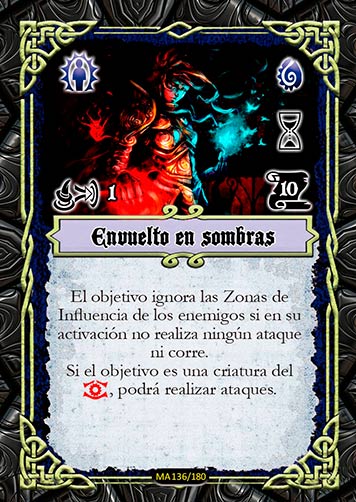 1
10
Envuelto en sombras
El objetivo ignora las Zonas de
Influencia de los enemigos si en su
activación no realiza ningún ataque
ni corre.
Si el objetivo es una criatura del
, podrá realizar ataques.
MA136/180